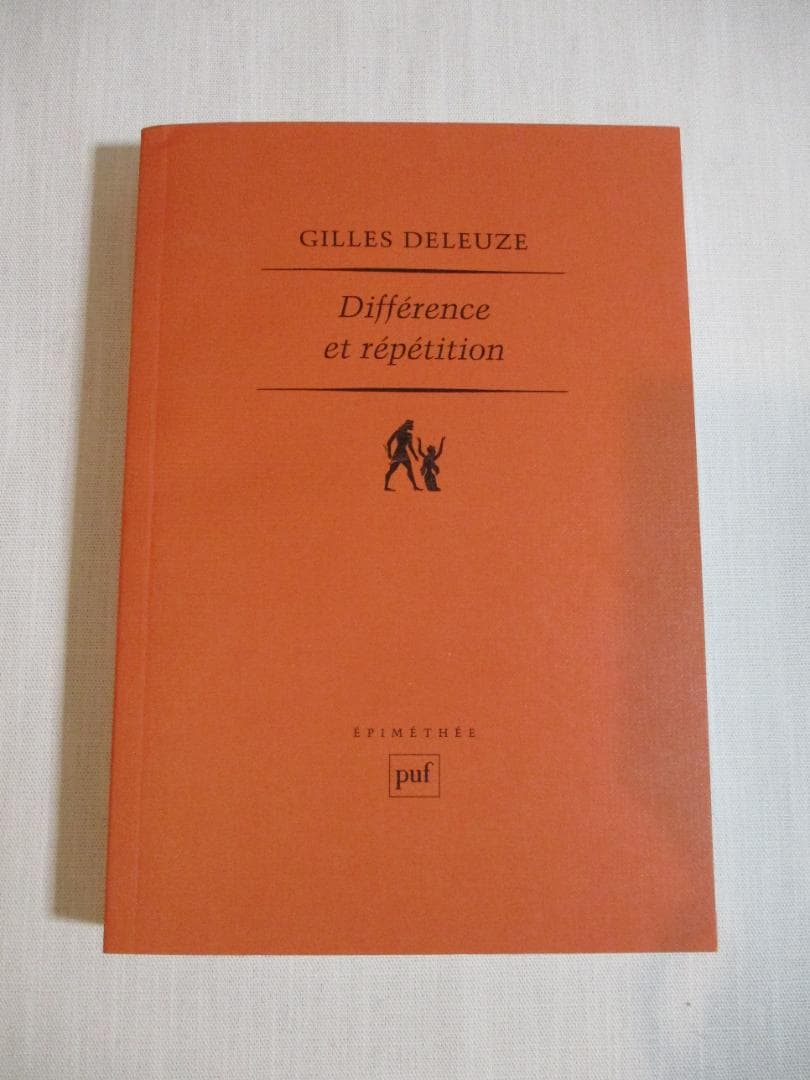 GILLES DELEUZE
Différence
et répétition
ÉPIMÉTHÉE
puf